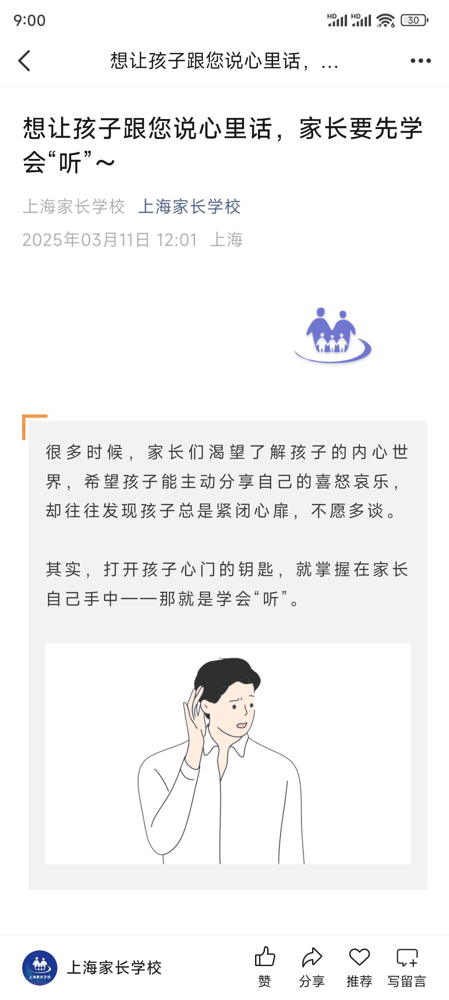 9:00
HD HD 6 30
想让孩子跟您说心里话，...
想让孩子跟您说心里话，家长要先学
会“听”～
上海家长学校 上海家长学校
2025年03月11日 12:01 上海
很多时候，家长们渴望了解孩子的内心世
界，希望孩子能主动分享自己的喜怒哀乐，
却往往发现孩子总是紧闭心扉，不愿多谈。
其实，打开孩子心门的钥匙，就掌握在家长
自己手中——那就是学会“听”。
上海家长学校
上海家长学校
赞 分享 推荐 写留言